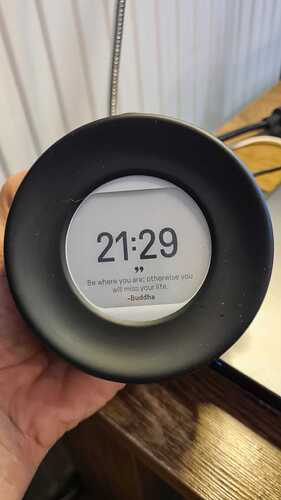 21:29
”
Be where you are; otherwise you
will miss your life.
-Buddha